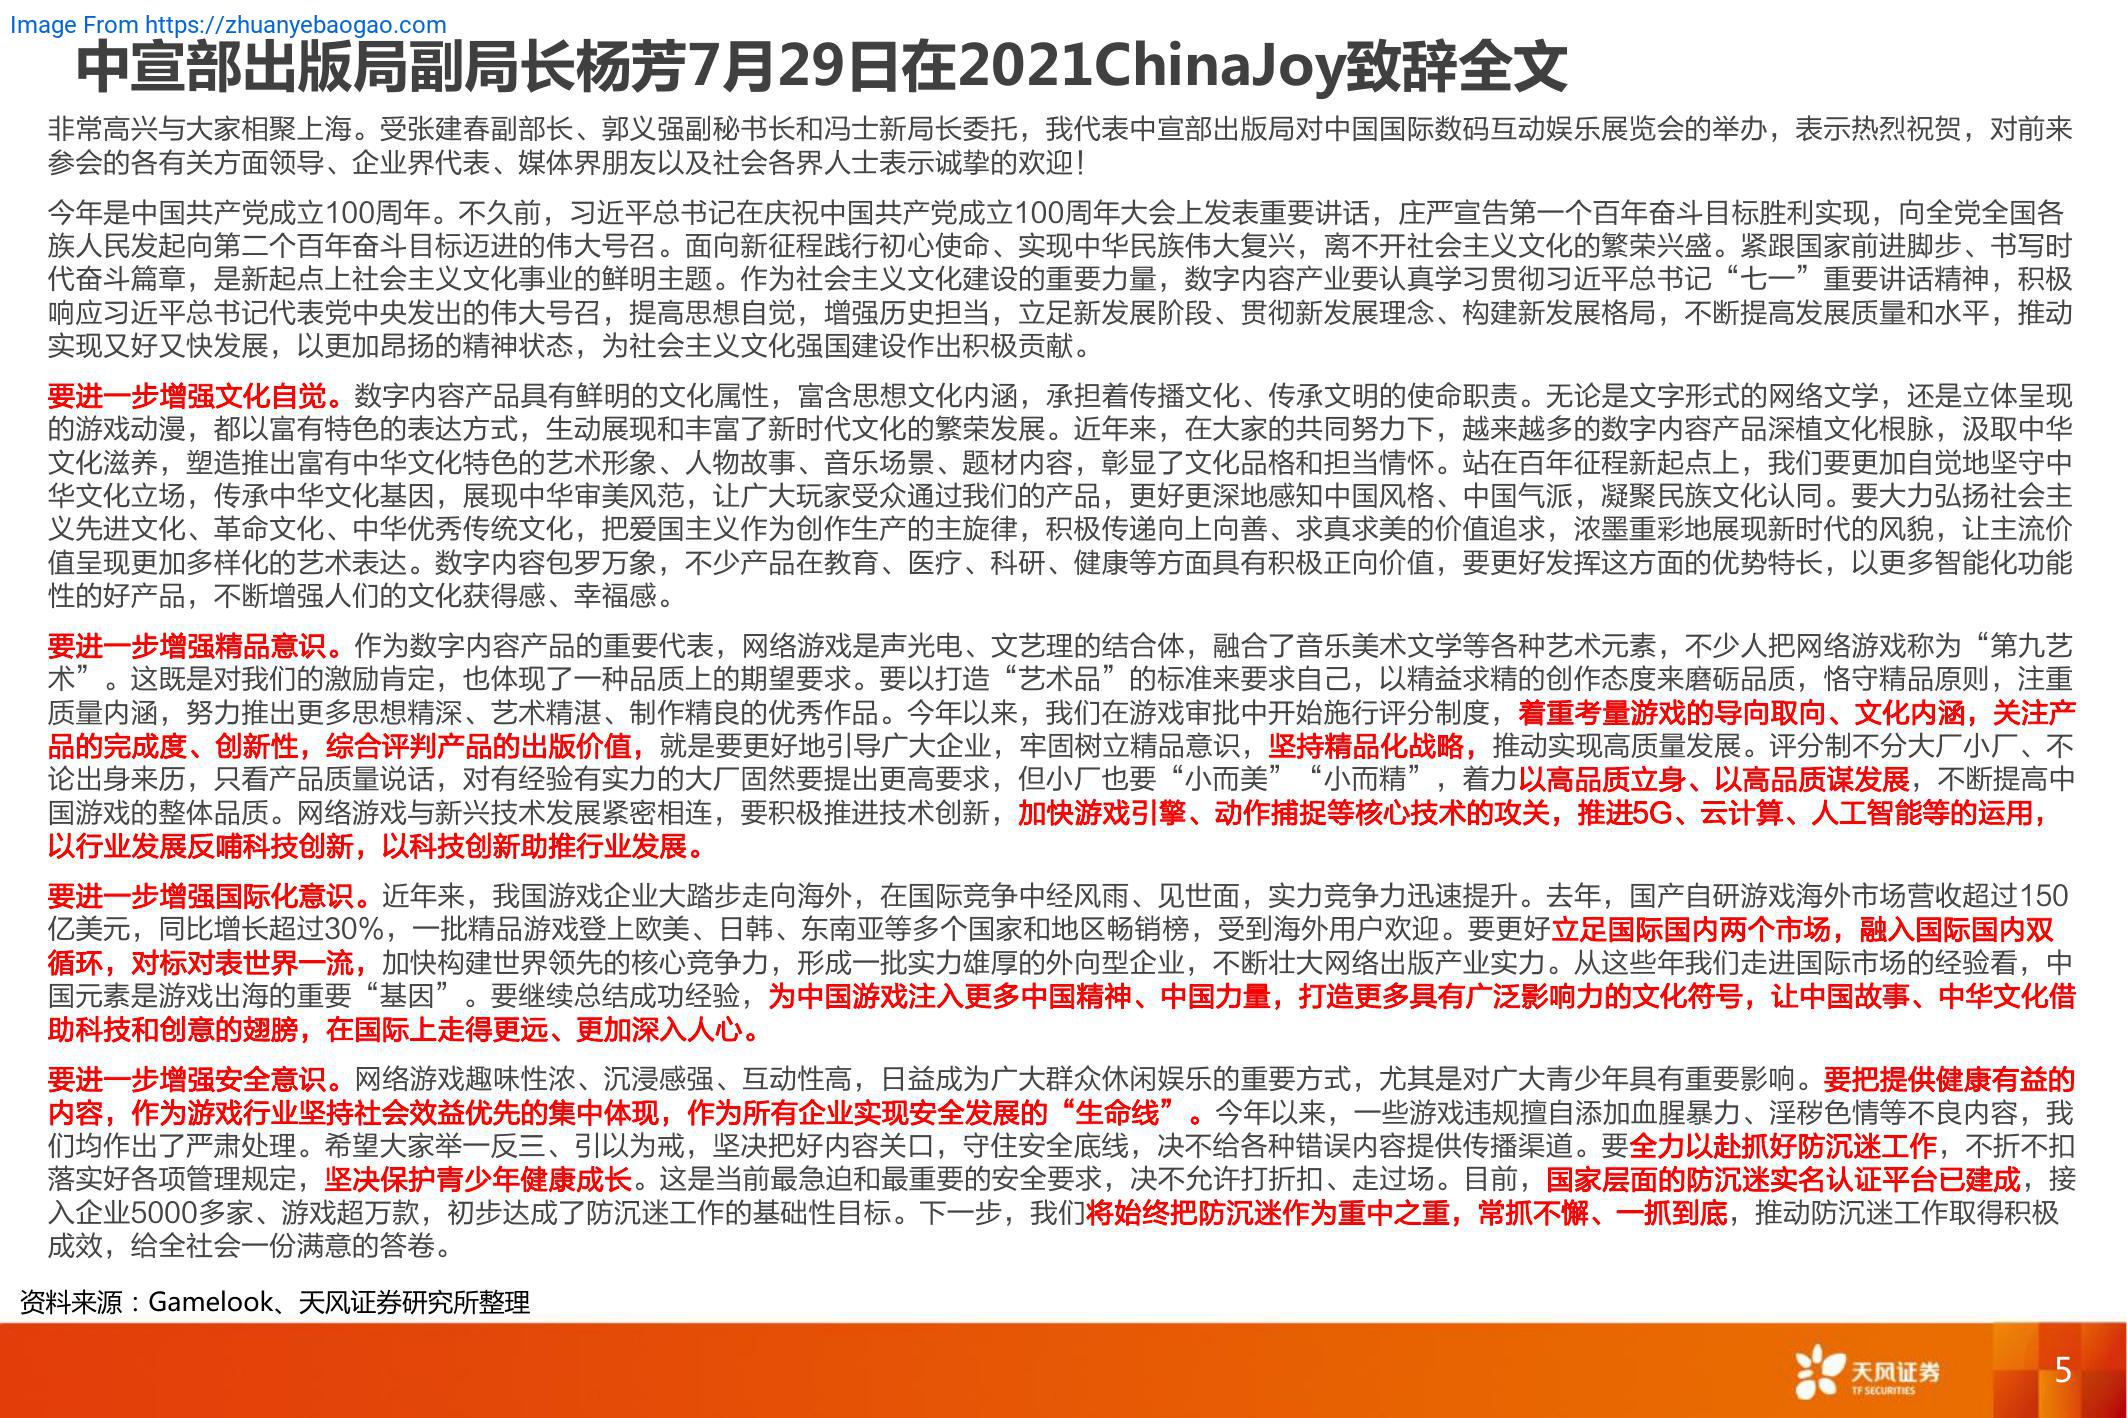 Image From https://zhuanyebaogao.com
中宣部出版局副局长杨芳7月29日在2021ChinaJoy致辞全文
非常高兴与大家相聚上海。受张建春副部长、郭义强副秘书长和冯士新局长委托，我代表中宣部出版局对中国国际数码互动娱乐展览会的举办，表示热烈祝贺，对前来
参会的各有关方面领导、企业界代表、媒体界朋友以及社会各界人士表示诚挚的欢迎！
今年是中国共产党成立100周年。不久前，习近平总书记在庆祝中国共产党成立100周年大会上发表重要讲话，庄严宣告第一个百年奋斗目标胜利实现，向全党全国各
族人民发起向第二个百年奋斗目标迈进的伟大号召。面向新征程践行初心使命、实现中华民族伟大复兴，离不开社会主义文化的繁荣兴盛。紧跟国家前进脚步、书写时
代奋斗篇章，是新起点上社会主义文化事业的鲜明主题。作为社会主义文化建设的重要力量，数字内容产业要认真学习贯彻习近平总书记“七一”重要讲话精神，积极
响应习近平总书记代表党中央发出的伟大号召，提高思想自觉，增强历史担当，立足新发展阶段、贯彻新发展理念、构建新发展格局，不断提高发展质量和水平，推动
实现又好又快发展，以更加昂扬的精神状态，为社会主义文化强国建设作出积极贡献。
要进一步增强文化自觉。数字内容产品具有鲜明的文化属性，富含思想文化内涵，承担着传播文化、传承文明的使命职责。无论是文字形式的网络文学，还是立体呈现
的游戏动漫，都以富有特色的表达方式，生动展现和丰富了新时代文化的繁荣发展。近年来，在大家的共同努力下，越来越多的数字内容产品深植文化根脉，汲取中华
文化滋养，塑造推出富有中华文化特色的艺术形象、人物故事、音乐场景、题材内容，彰显了文化品格和担当情怀。站在百年征程新起点上，我们要更加自觉地坚守中
华文化立场，传承中华文化基因，展现中华审美风范，让广大玩家受众通过我们的产品，更好更深地感知中国风格、中国气派，凝聚民族文化认同。要大力弘扬社会主
义先进文化、革命文化、中华优秀传统文化，把爱国主义作为创作生产的主旋律，积极传递向上向善、求真求美的价值追求，浓墨重彩地展现新时代的风貌，让主流价
值呈现更加多样化的艺术表达。数字内容包罗万象，不少产品在教育、医疗、科研、健康等方面具有积极正向价值，要更好发挥这方面的优势特长，以更多智能化功能
性的好产品，不断增强人们的文化获得感、幸福感。
要进一步增强精品意识。作为数字内容产品的重要代表，网络游戏是声光电、文艺理的结合体，融合了音乐美术文学等各种艺术元素，不少人把网络游戏称为“第九艺
术”。这既是对我们的激励肯定，也体现了一种品质上的期望要求。要以打造“艺术品”的标准来要求自己，以精益求精的创作态度来磨砺品质，恪守精品原则，注重
质量内涵，努力推出更多思想精深、艺术精湛、制作精良的优秀作品。今年以来，我们在游戏审批中开始施行评分制度，着重考量游戏的导向取向、文化内涵，关注产
品的完成度、创新性，综合评判产品的出版价值，就是要更好地引导广大企业，牢固树立精品意识，坚持精品化战略，推动实现高质量发展。评分制不分大厂小厂、不
论出身来历，只看产品质量说话，对有经验有实力的大厂固然要提出更高要求，但小厂也要“小而美”“小而精”，着力以高品质立身、以高品质谋发展，不断提高中
国游戏的整体品质。网络游戏与新兴技术发展紧密相连，要积极推进技术创新，加快游戏引擎、动作捕捉等核心技术的攻关，推进5G、云计算、人工智能等的运用，
以行业发展反哺科技创新，以科技创新助推行业发展。
要进一步增强国际化意识。近年来，我国游戏企业大踏步走向海外，在国际竞争中经风雨、见世面，实力竞争力迅速提升。去年，国产自研游戏海外市场营收超过150
亿美元，同比增长超过30%，一批精品游戏登上欧美、日韩、东南亚等多个国家和地区畅销榜，受到海外用户欢迎。要更好立足国际国内两个市场，融入国际国内双
循环，对标对表世界一流，加快构建世界领先的核心竞争力，形成一批实力雄厚的外向型企业，不断壮大网络出版产业实力。从这些年我们走进国际市场的经验看，中
国元素是游戏出海的重要“基因”。要继续总结成功经验，为中国游戏注入更多中国精神、中国力量，打造更多具有广泛影响力的文化符号，让中国故事、中华文化借
助科技和创意的翅膀，在国际上走得更远、更加深入人心。
要进一步增强安全意识。网络游戏趣味性浓、沉浸感强、互动性高，日益成为广大群众休闲娱乐的重要方式，尤其是对广大青少年具有重要影响。要把提供健康有益的
内容，作为游戏行业坚持社会效益优先的集中体现，作为所有企业实现安全发展的“生命线”。今年以来，一些游戏违规擅自添加血腥暴力、淫秽色情等不良内容，我
们均作出了严肃处理。希望大家举一反三、引以为戒，坚决把好内容关口，守住安全底线，决不给各种错误内容提供传播渠道。要全力以赴抓好防沉迷工作，不折不扣
落实好各项管理规定，坚决保护青少年健康成长。这是当前最急迫和最重要的安全要求，决不允许打折扣、走过场。目前，国家层面的防沉迷实名认证平台已建成，接
入企业5000多家、游戏超万款，初步达成了防沉迷工作的基础性目标。下一步，我们将始终把防沉迷作为重中之重，常抓不懈、一抓到底，推动防沉迷工作取得积极
成效，给全社会一份满意的答卷。
资料来源：Gamelook、天风证券研究所整理
天风证券
TF SECURITIES
5